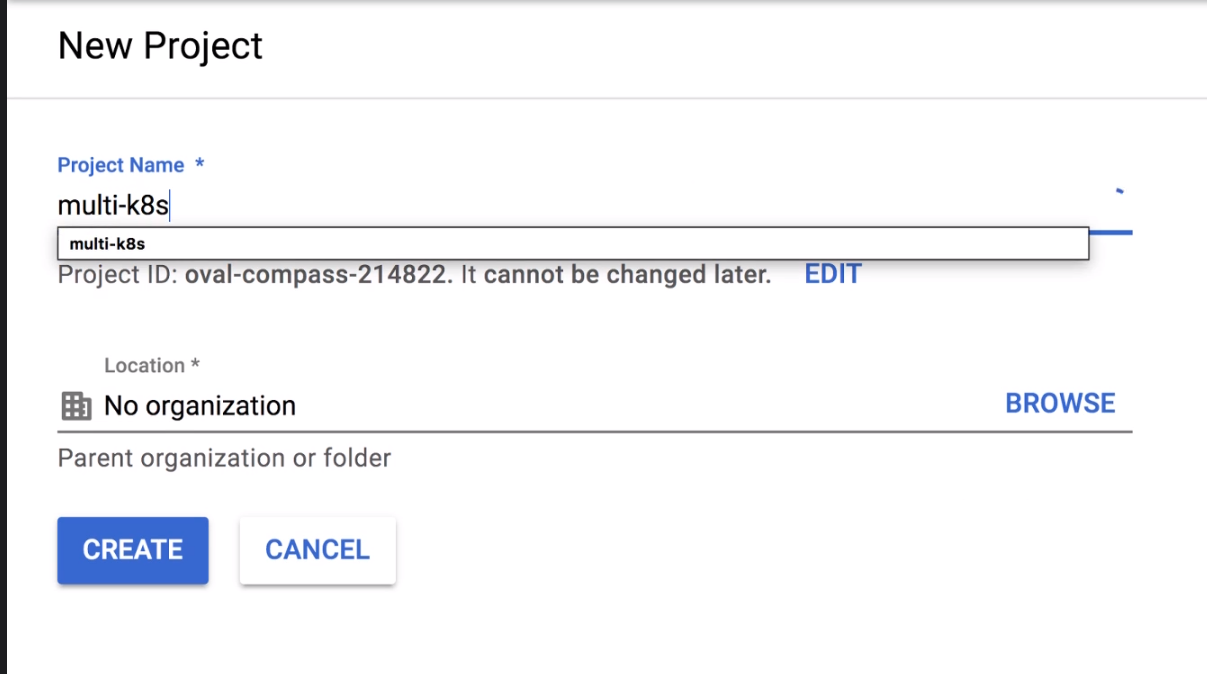 New Project
Project Name *
multi-k8s
multi-k8s
Project ID: oval-compass-214822. It cannot be changed later. EDIT
Location *
No organization BROWSE
Parent organization or folder
CREATE CANCEL